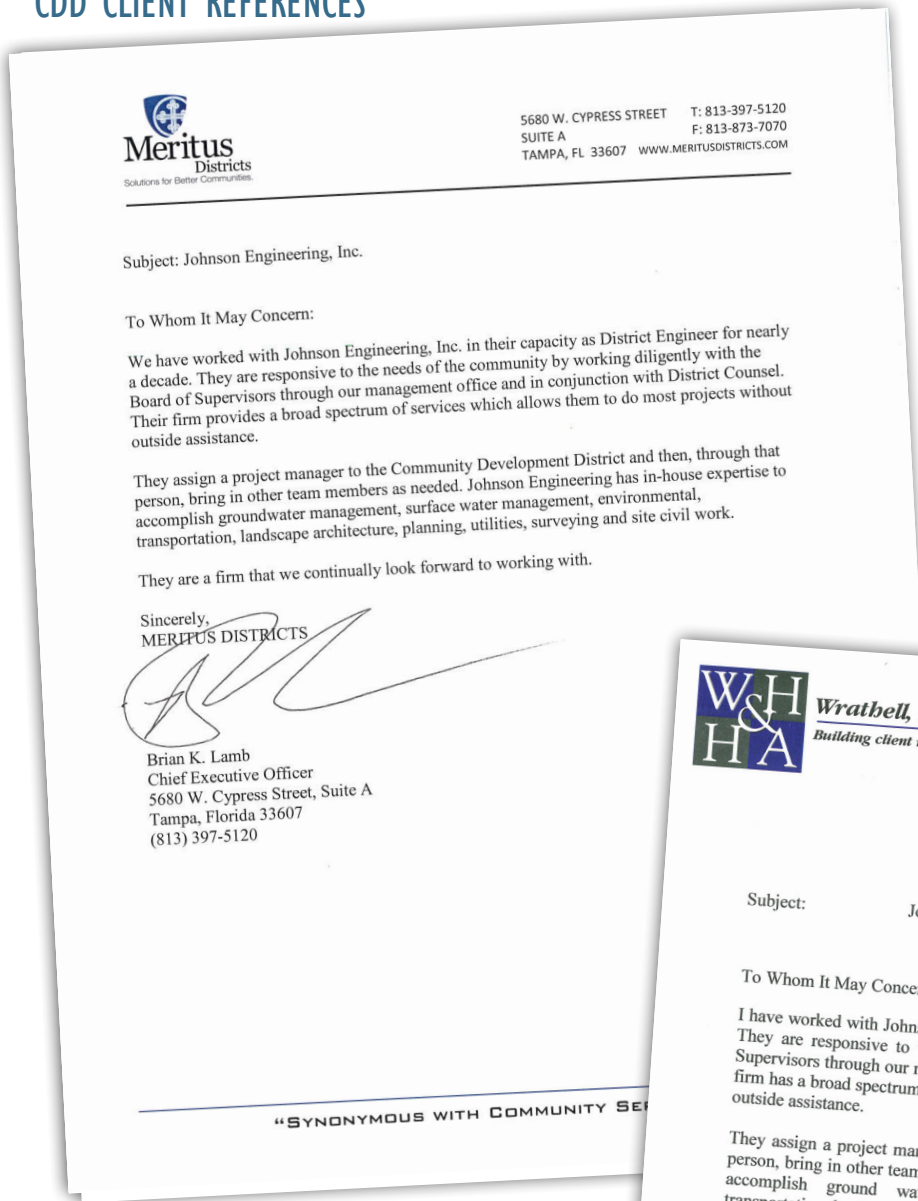 CDD CLIENT REFERENCES
Meritus
Districts
Solutions for Better Communities.
5680 W. CYPRESS STREET T: 813-397-5120
SUITE A F: 813-873-7070
TAMPA, FL 33607 WWW.MERITUSDISTRICTS.COM
Subject: Johnson Engineering, Inc.
To Whom It May Concern:
We have worked with Johnson Engineering, Inc. in their capacity as District Engineer for nearly
a decade. They are responsive to the needs of the community by working diligently with the
Board of Supervisors through our management office and in conjunction with District Counsel.
Their firm provides a broad spectrum of services which allows them to do most projects without
outside assistance.
They assign a project manager to the Community Development District and then, through that
person, bring in other team members as needed. Johnson Engineering has in-house expertise to
accomplish groundwater management, surface water management, environmental,
transportation, landscape architecture, planning, utilities, surveying and site civil work.
They are a firm that we continually look forward to working with.
Sincerely,
MERITUS DISTRICTS
Brian K. Lamb
Chief Executive Officer
5680 W. Cypress Street, Suite A
Tampa, Florida 33607
(813) 397-5120
"SYNONYMOUS WITH COMMUNITY
W H
&
H A
Wrathell,
Building client
Subject:
To Whom It May
I have worked with
They are responsive to
Supervisors through our
firm has a broad spectrum
outside assistance.
They assign a project
person, bring in other
accomplish ground